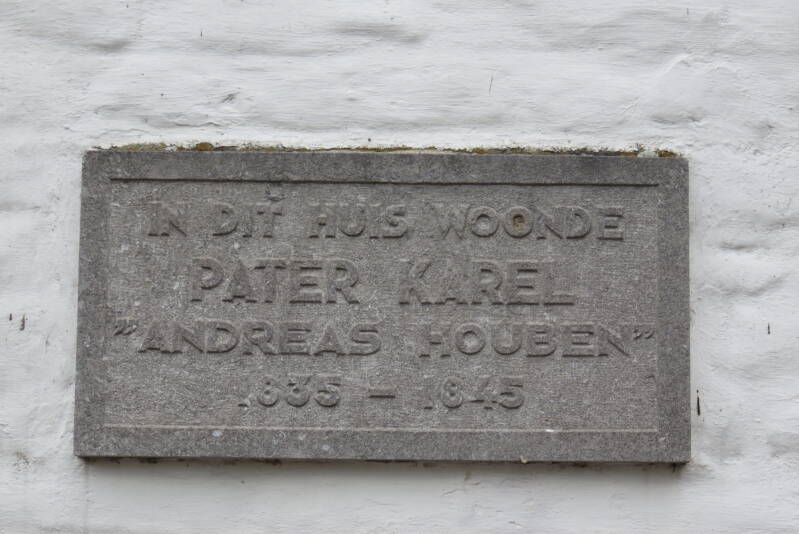 IN DIT HUIS WOONDE
PATER KAREL
"ANDREAS HOUBEN"
1835 - 1845